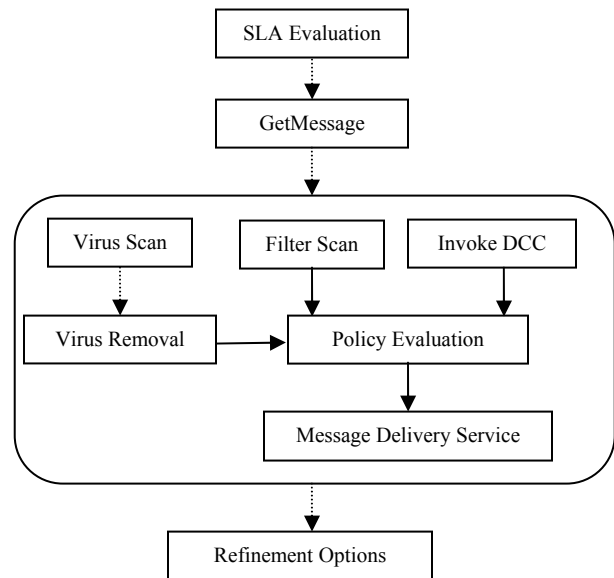 SLA Evaluation
GetMessage
Virus Scan
Filter Scan
Invoke DCC
Virus Removal
Policy Evaluation
Message Delivery Service
Refinement Options